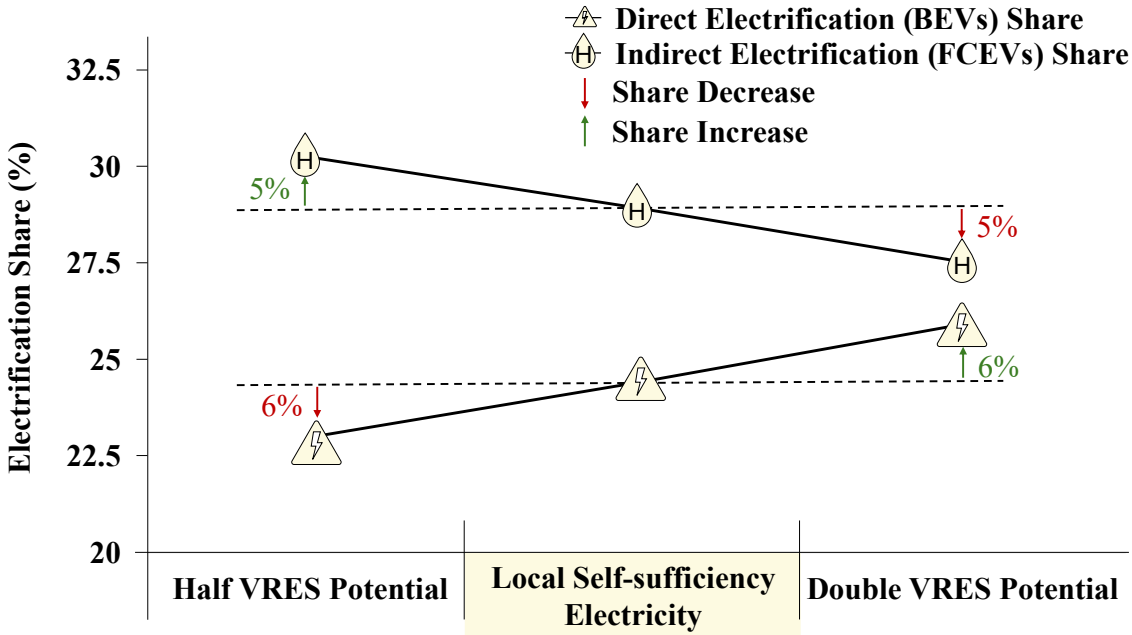 Direct Electrification (BEVs) Share
H Indirect Electrification (FCEVs) Share
Share Decrease
Share Increase
Electrification Share (%)
32.5
30
27.5
25
22.5
20
H
5%
H
5%
H
6%
6%
Half VRES Potential
Local Self-sufficiency
Electricity
Double VRES Potential